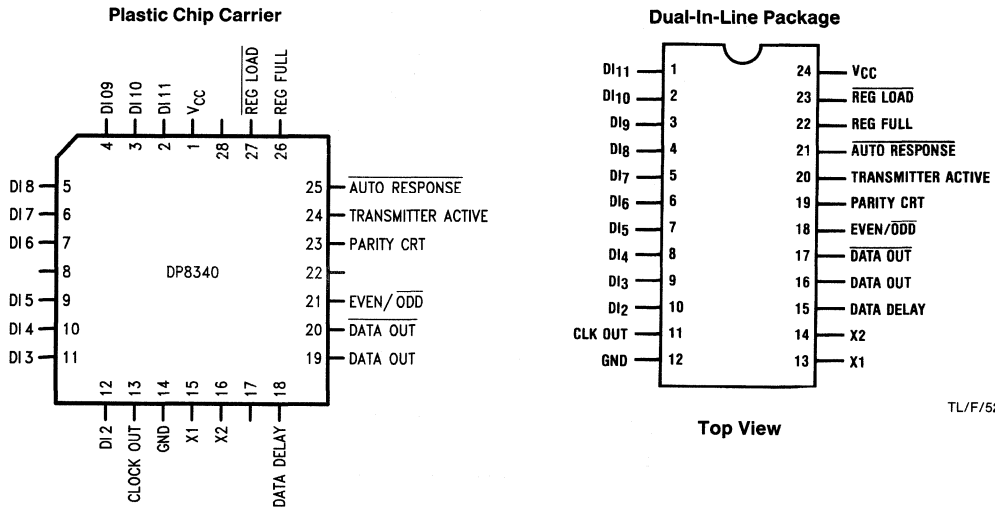 Plastic Chip Carrier
DI09
DI10
DI11
VCC
REG LOAD
REG FULL
4
3
2
1
28
27
26
DI8 5
DI7 6
DI6 7
8
DI5 9
DI4 10
DI3 11
DP8340
25 AUTO RESPONSE
24 TRANSMITTER ACTIVE
23 PARITY CRT
22
21 EVEN/ODD
20 DATA OUT
19 DATA OUT
12
13
14
15
16
17
18
DI2
CLOCK OUT
GND
X1
X2
DATA DELAY
Dual-In-Line Package
DI11 1
DI10 2
DI9 3
DI8 4
DI7 5
DI6 6
DI5 7
DI4 8
DI3 9
DI2 10
CLK OUT 11
GND 12
24 VCC
23 REG LOAD
22 REG FULL
21 AUTO RESPONSE
20 TRANSMITTER ACTIVE
19 PARITY CRT
18 EVEN/ODD
17 DATA OUT
16 DATA OUT
15 DATA DELAY
14 X2
13 X1
TL/F/52
Top View